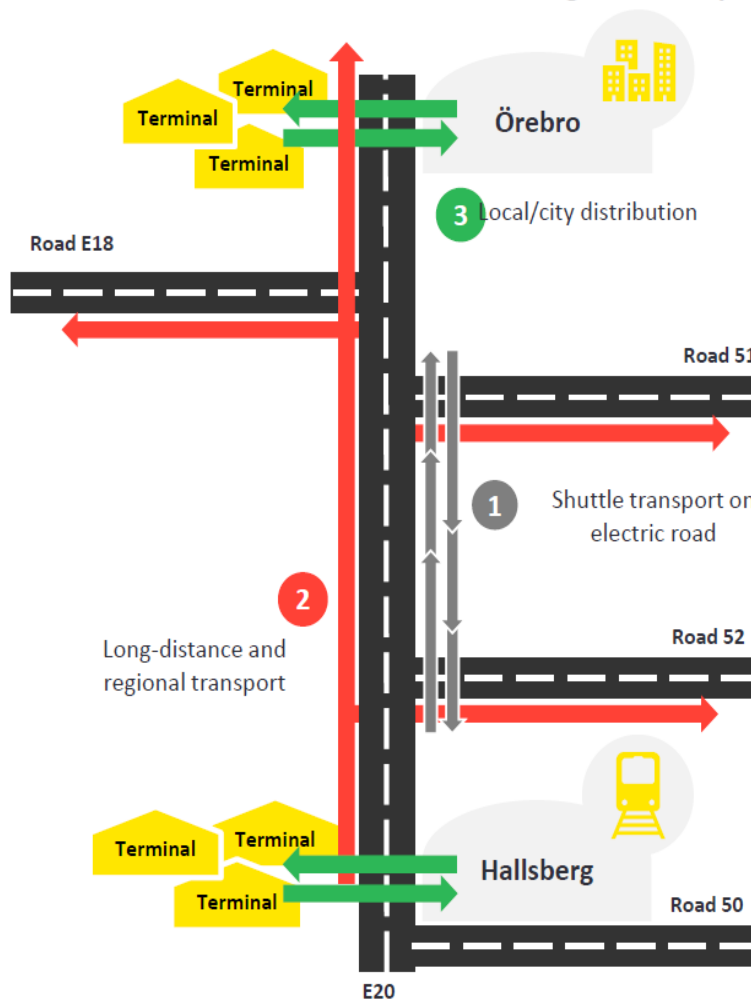 Terminal
Terminal
Terminal
Örebro
3
Local/city distribution
Road E18
Road 51
1
Shuttle transport on
electric road
2
Long-distance and
regional transport
Road 52
Terminal
Terminal
Terminal
Hallsberg
Road 50
E20